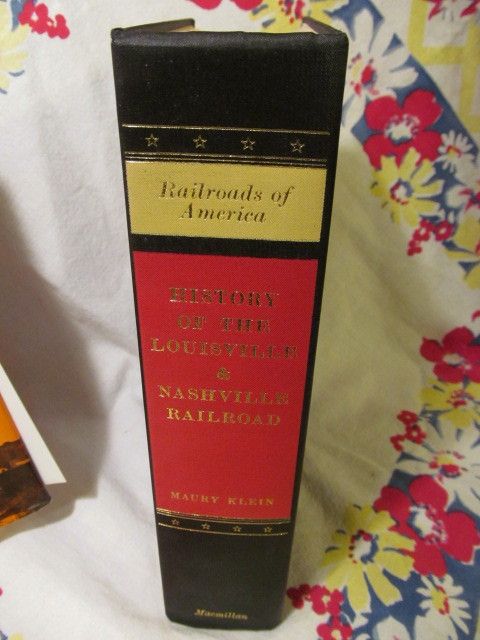 Railroads of
America
HISTORY
OF THE
LOUISVILLE
&
NASHVILLE
RAILROAD
MAURY KLEIN
Macmillan